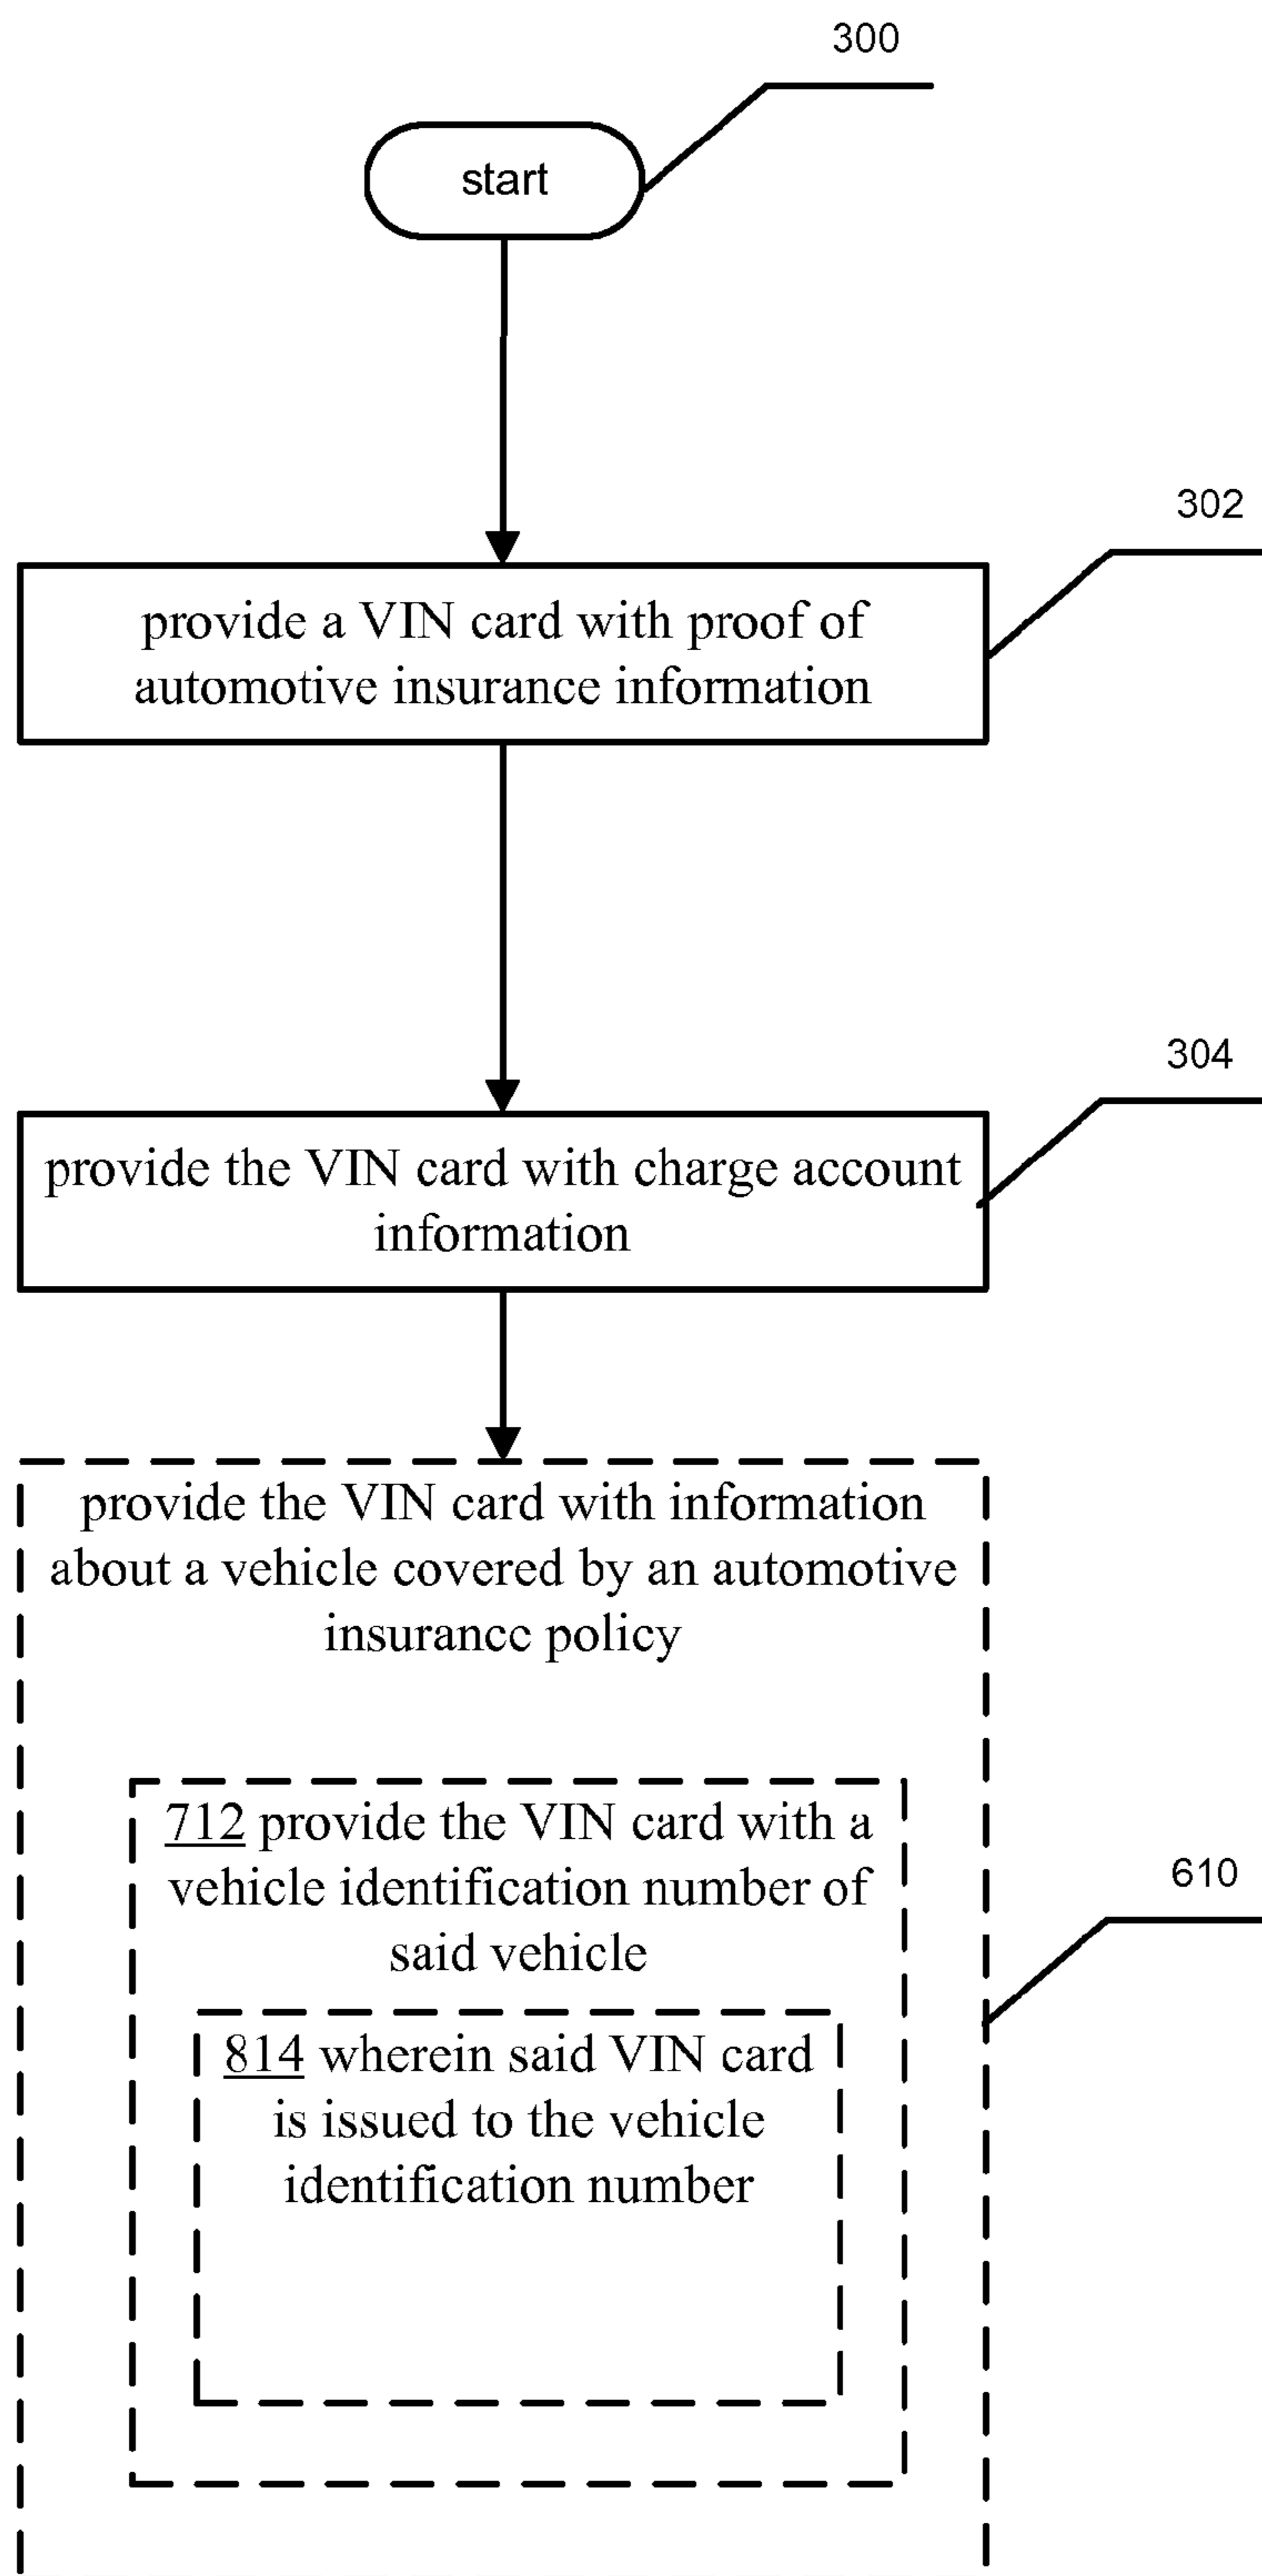 300
start
302
provide a VIN card with proof of
automotive insurance information
304
provide the VIN card with charge account
information
provide the VIN card with information
about a vehicle covered by an automotive
insurance policy
712 provide the VIN card with a
vehicle identification number of
said vehicle
610
814 wherein said VIN card
is issued to the vehicle
identification number